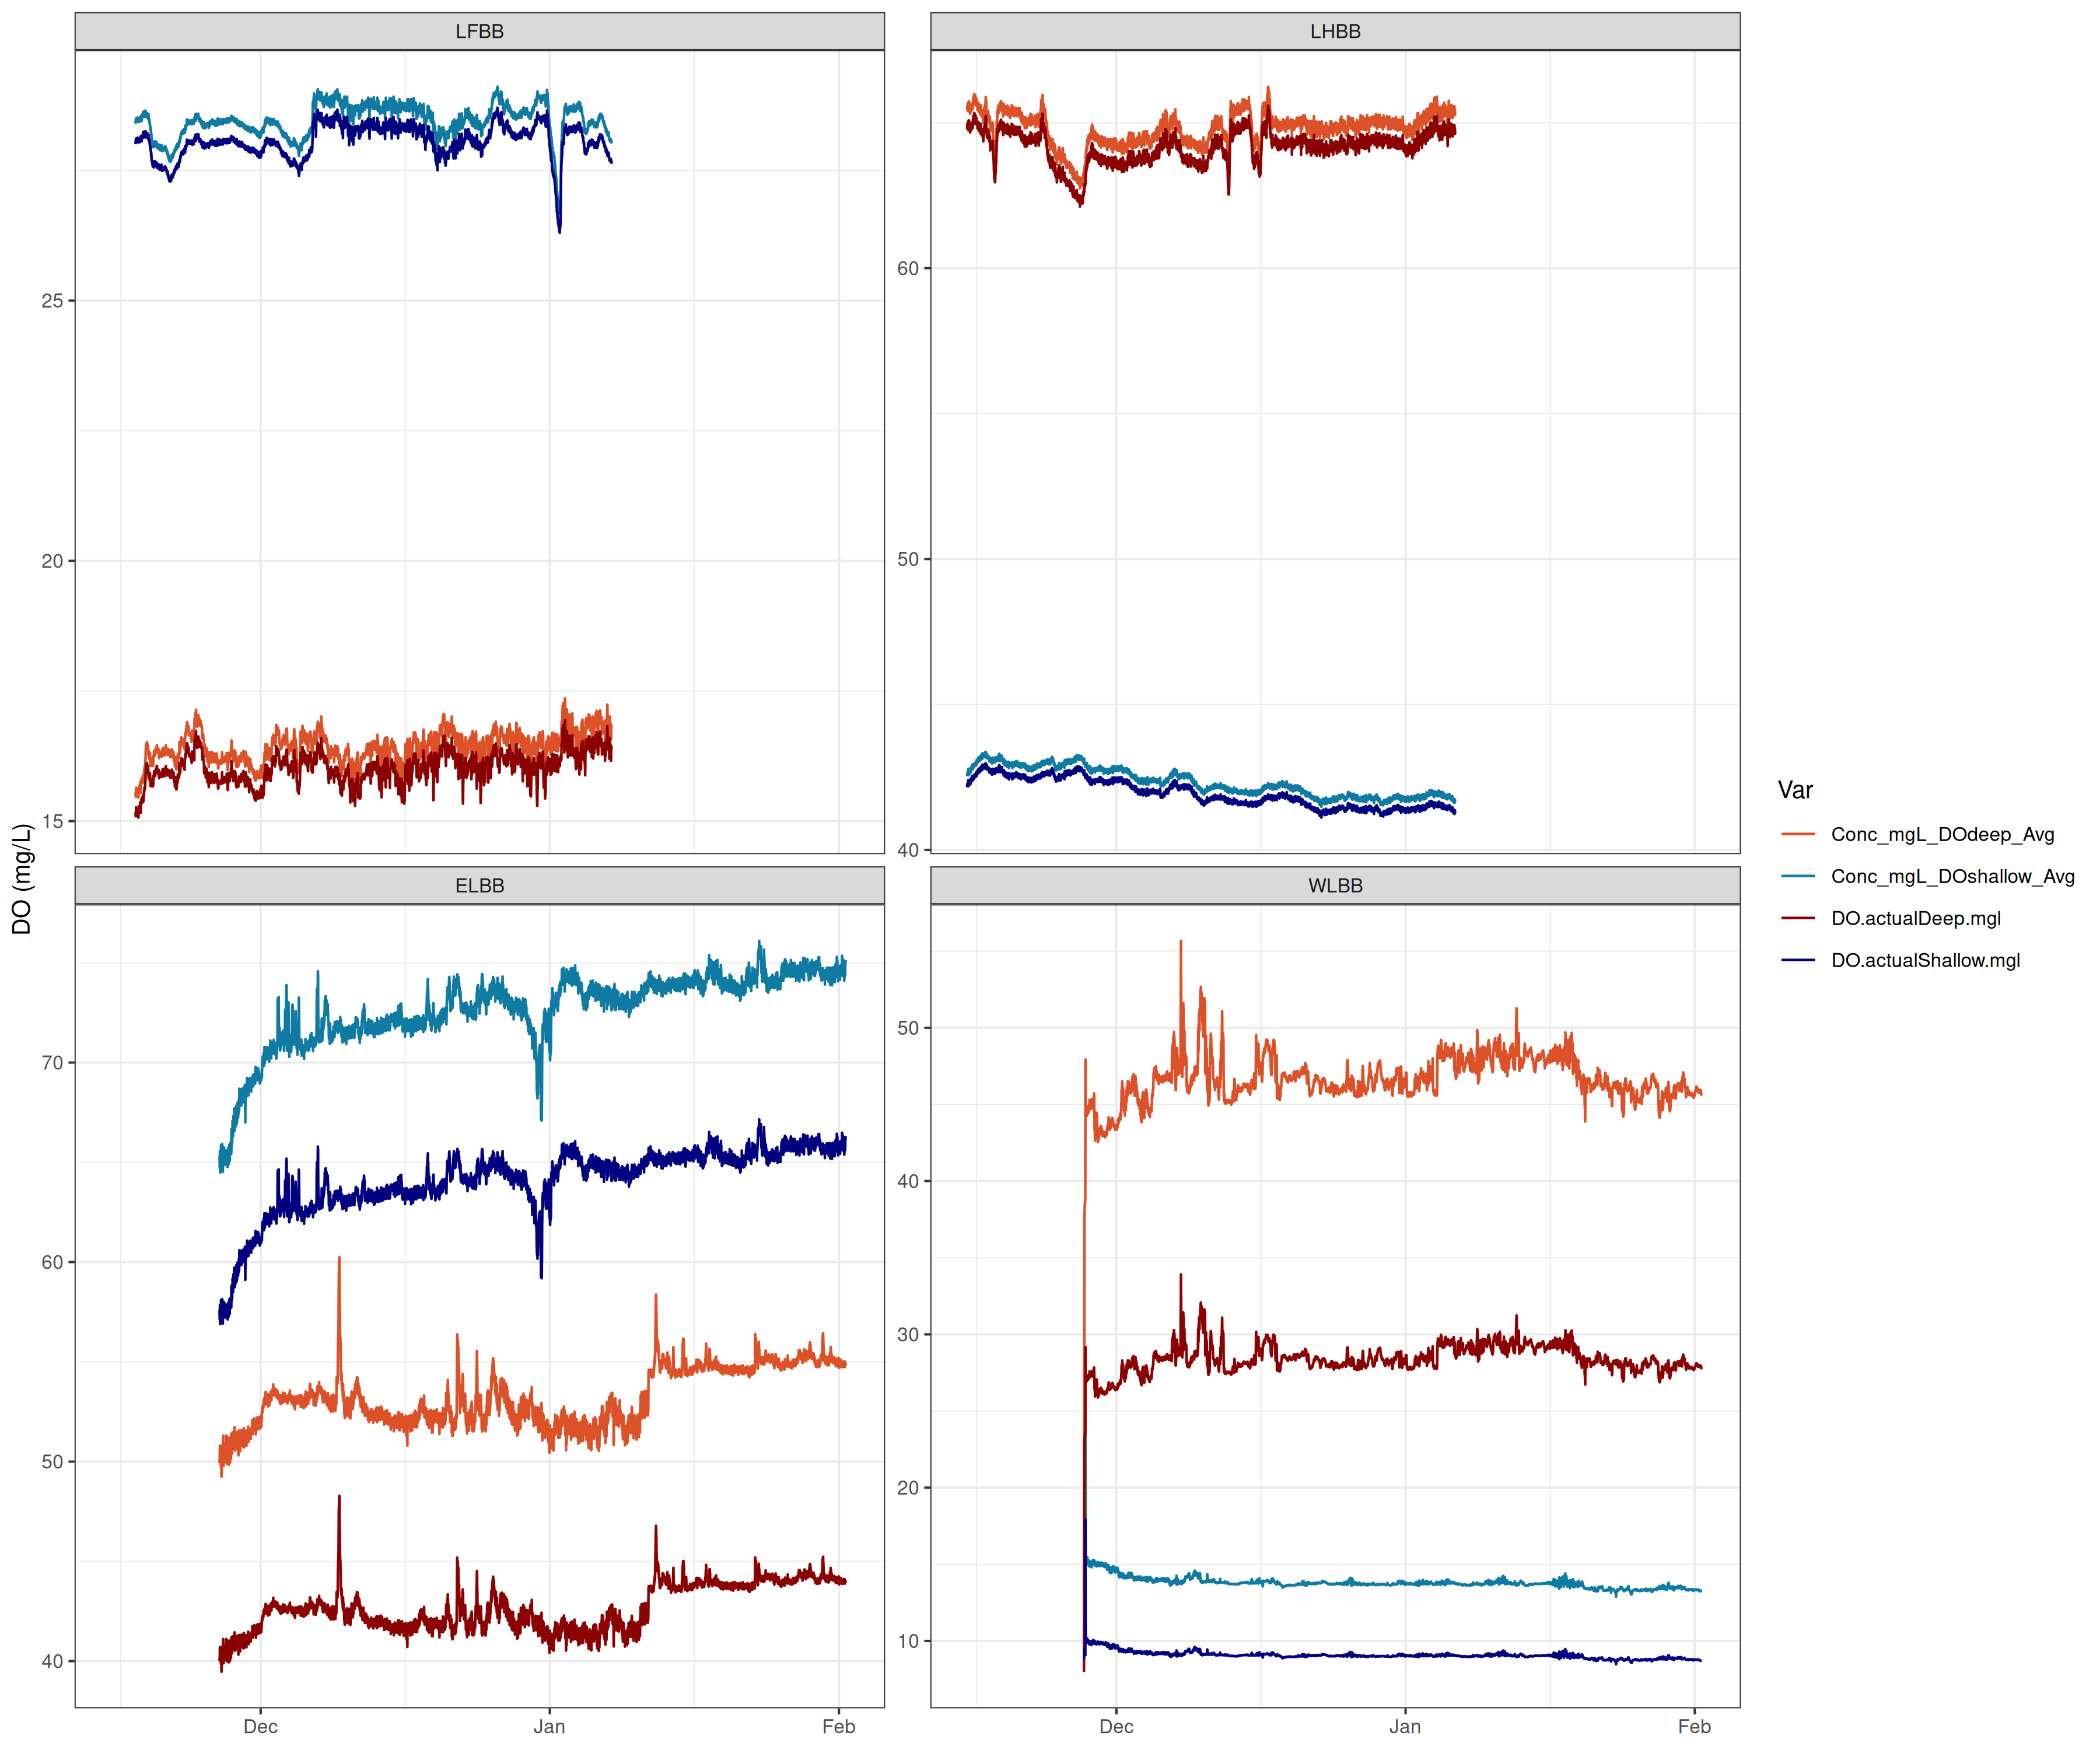 LFBB
LHBB
25
20
15
60
50
40
DO (mg/L)
ELBB
WLBB
70
60
50
40
50
40
30
20
10
Dec
Jan
Feb
Dec
Jan
Feb
Var
Conc_mgL_DOdeep_Avg
Conc_mgL_DOshallow_Avg
DO.actualDeep.mgl
DO.actualShallow.mgl